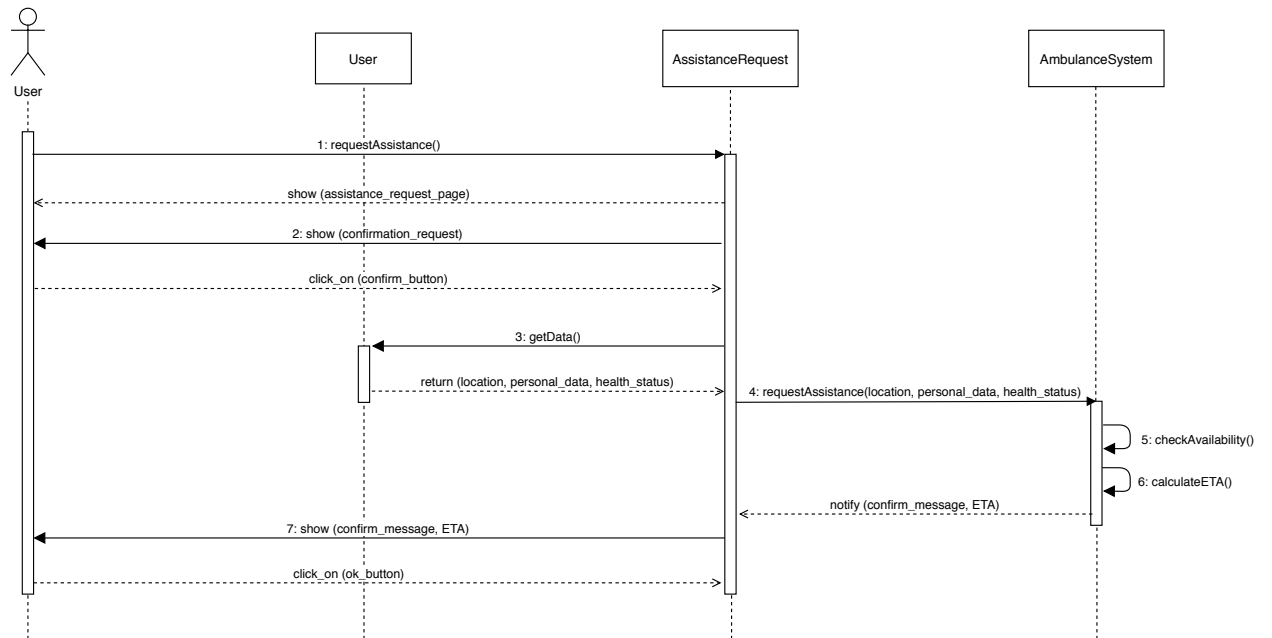 User
User
AssistanceRequest
AmbulanceSystem
1: requestAssistance()
show (assistance_request_page)
2: show (confirmation_request)
click_on (confirm_button)
3: getData()
return (location, personal_data, health_status)
4: requestAssistance(location, personal_data, health_status)
5: checkAvailability()
6: calculateETA()
notify (confirm_message, ETA)
7: show (confirm_message, ETA)
click_on (ok_button)